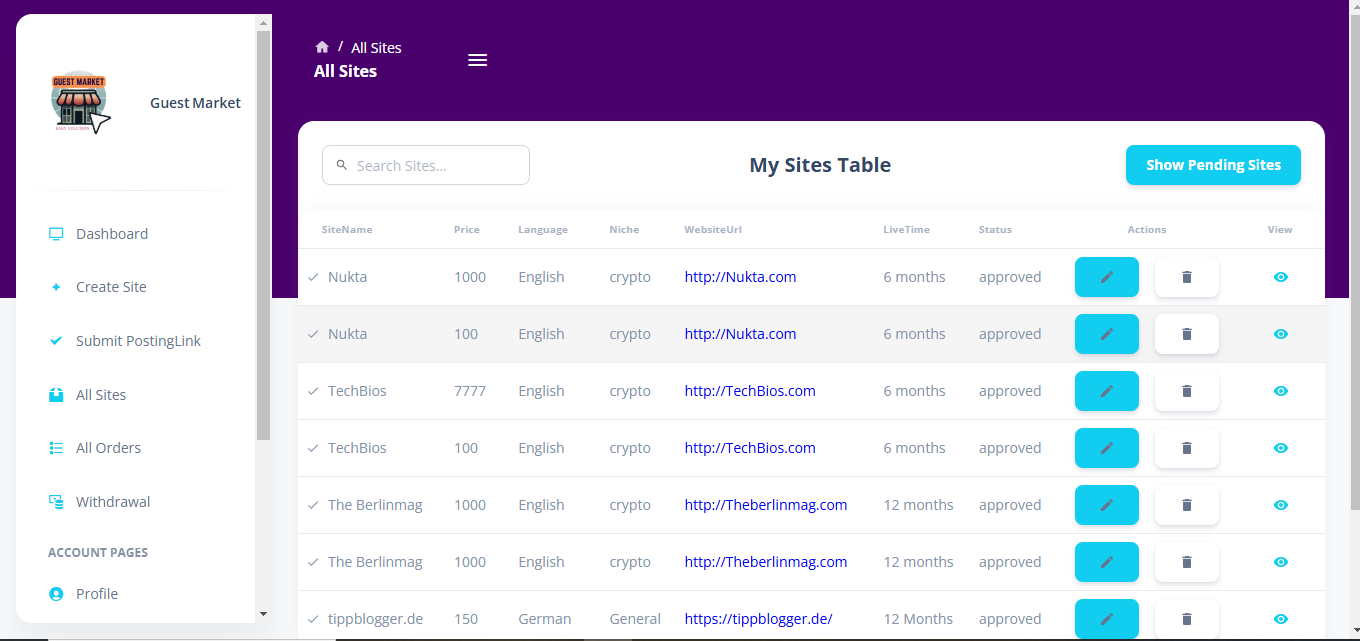 GUEST MARKET
EASY SOLUTION
Guest Market
Dashboard
Create Site
Submit PostingLink
All Sites
All Orders
Withdrawal
ACCOUNT PAGES
Profile
/ All Sites
All Sites
Search Sites...
My Sites Table
Show Pending Sites
SiteName Price Language Niche WebsiteUrl LiveTime Status Actions View
Nukta 1000 English crypto http://Nukta.com 6 months approved
Nukta 100 English crypto http://Nukta.com 6 months approved
TechBios 7777 English crypto http://TechBios.com 6 months approved
TechBios 100 English crypto http://TechBios.com 6 months approved
The Berlinmag 1000 English crypto http://Theberlinmag.com 12 months approved
The Berlinmag 1000 English crypto http://Theberlinmag.com 12 months approved
tippblogger.de 150 German General https://tippblogger.de/ 12 Months approved